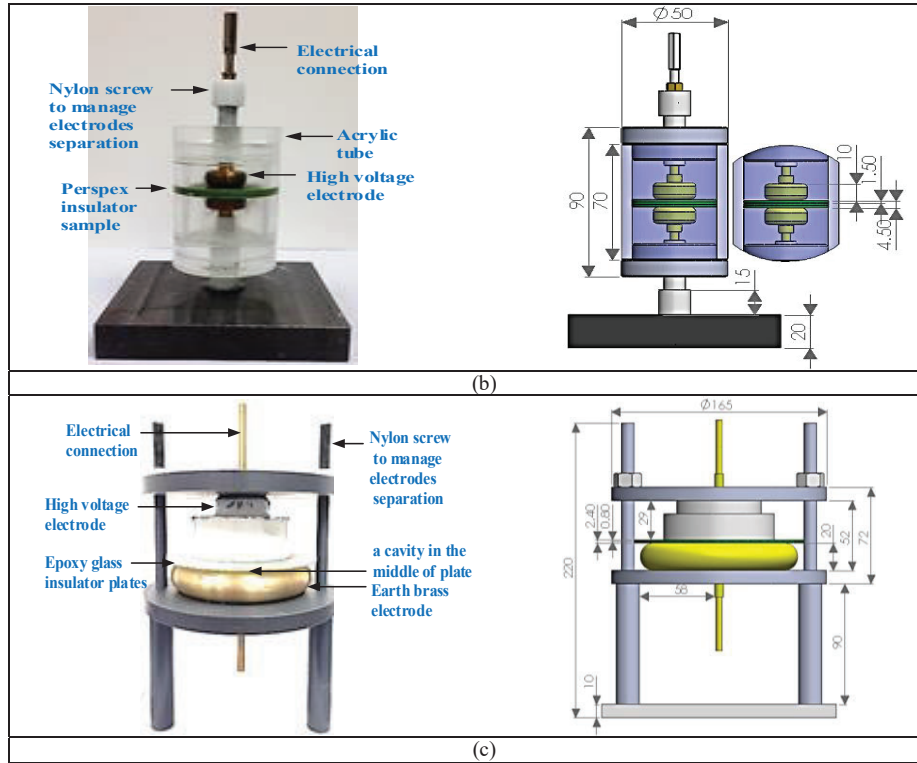 Electrical
connection
Nylon screw
to manage
electrodes
separation
Acrylic
tube
High voltage
electrode
Perspex
insulator
sample
Ø50
90
70
10
1.50
4.50
15
20
(b)
Electrical
connection
Nylon screw
to manage
electrodes
separation
High voltage
electrode
Epoxy glass
insulator plates
a cavity in the
middle of plate
Earth brass
electrode
Ø165
2.40
0.80
29
20
52
72
220
58
90
10
(c)